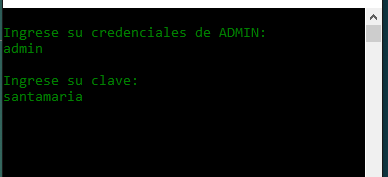 Ingrese su credenciales de ADMIN:
admin
Ingrese su clave:
santamaria